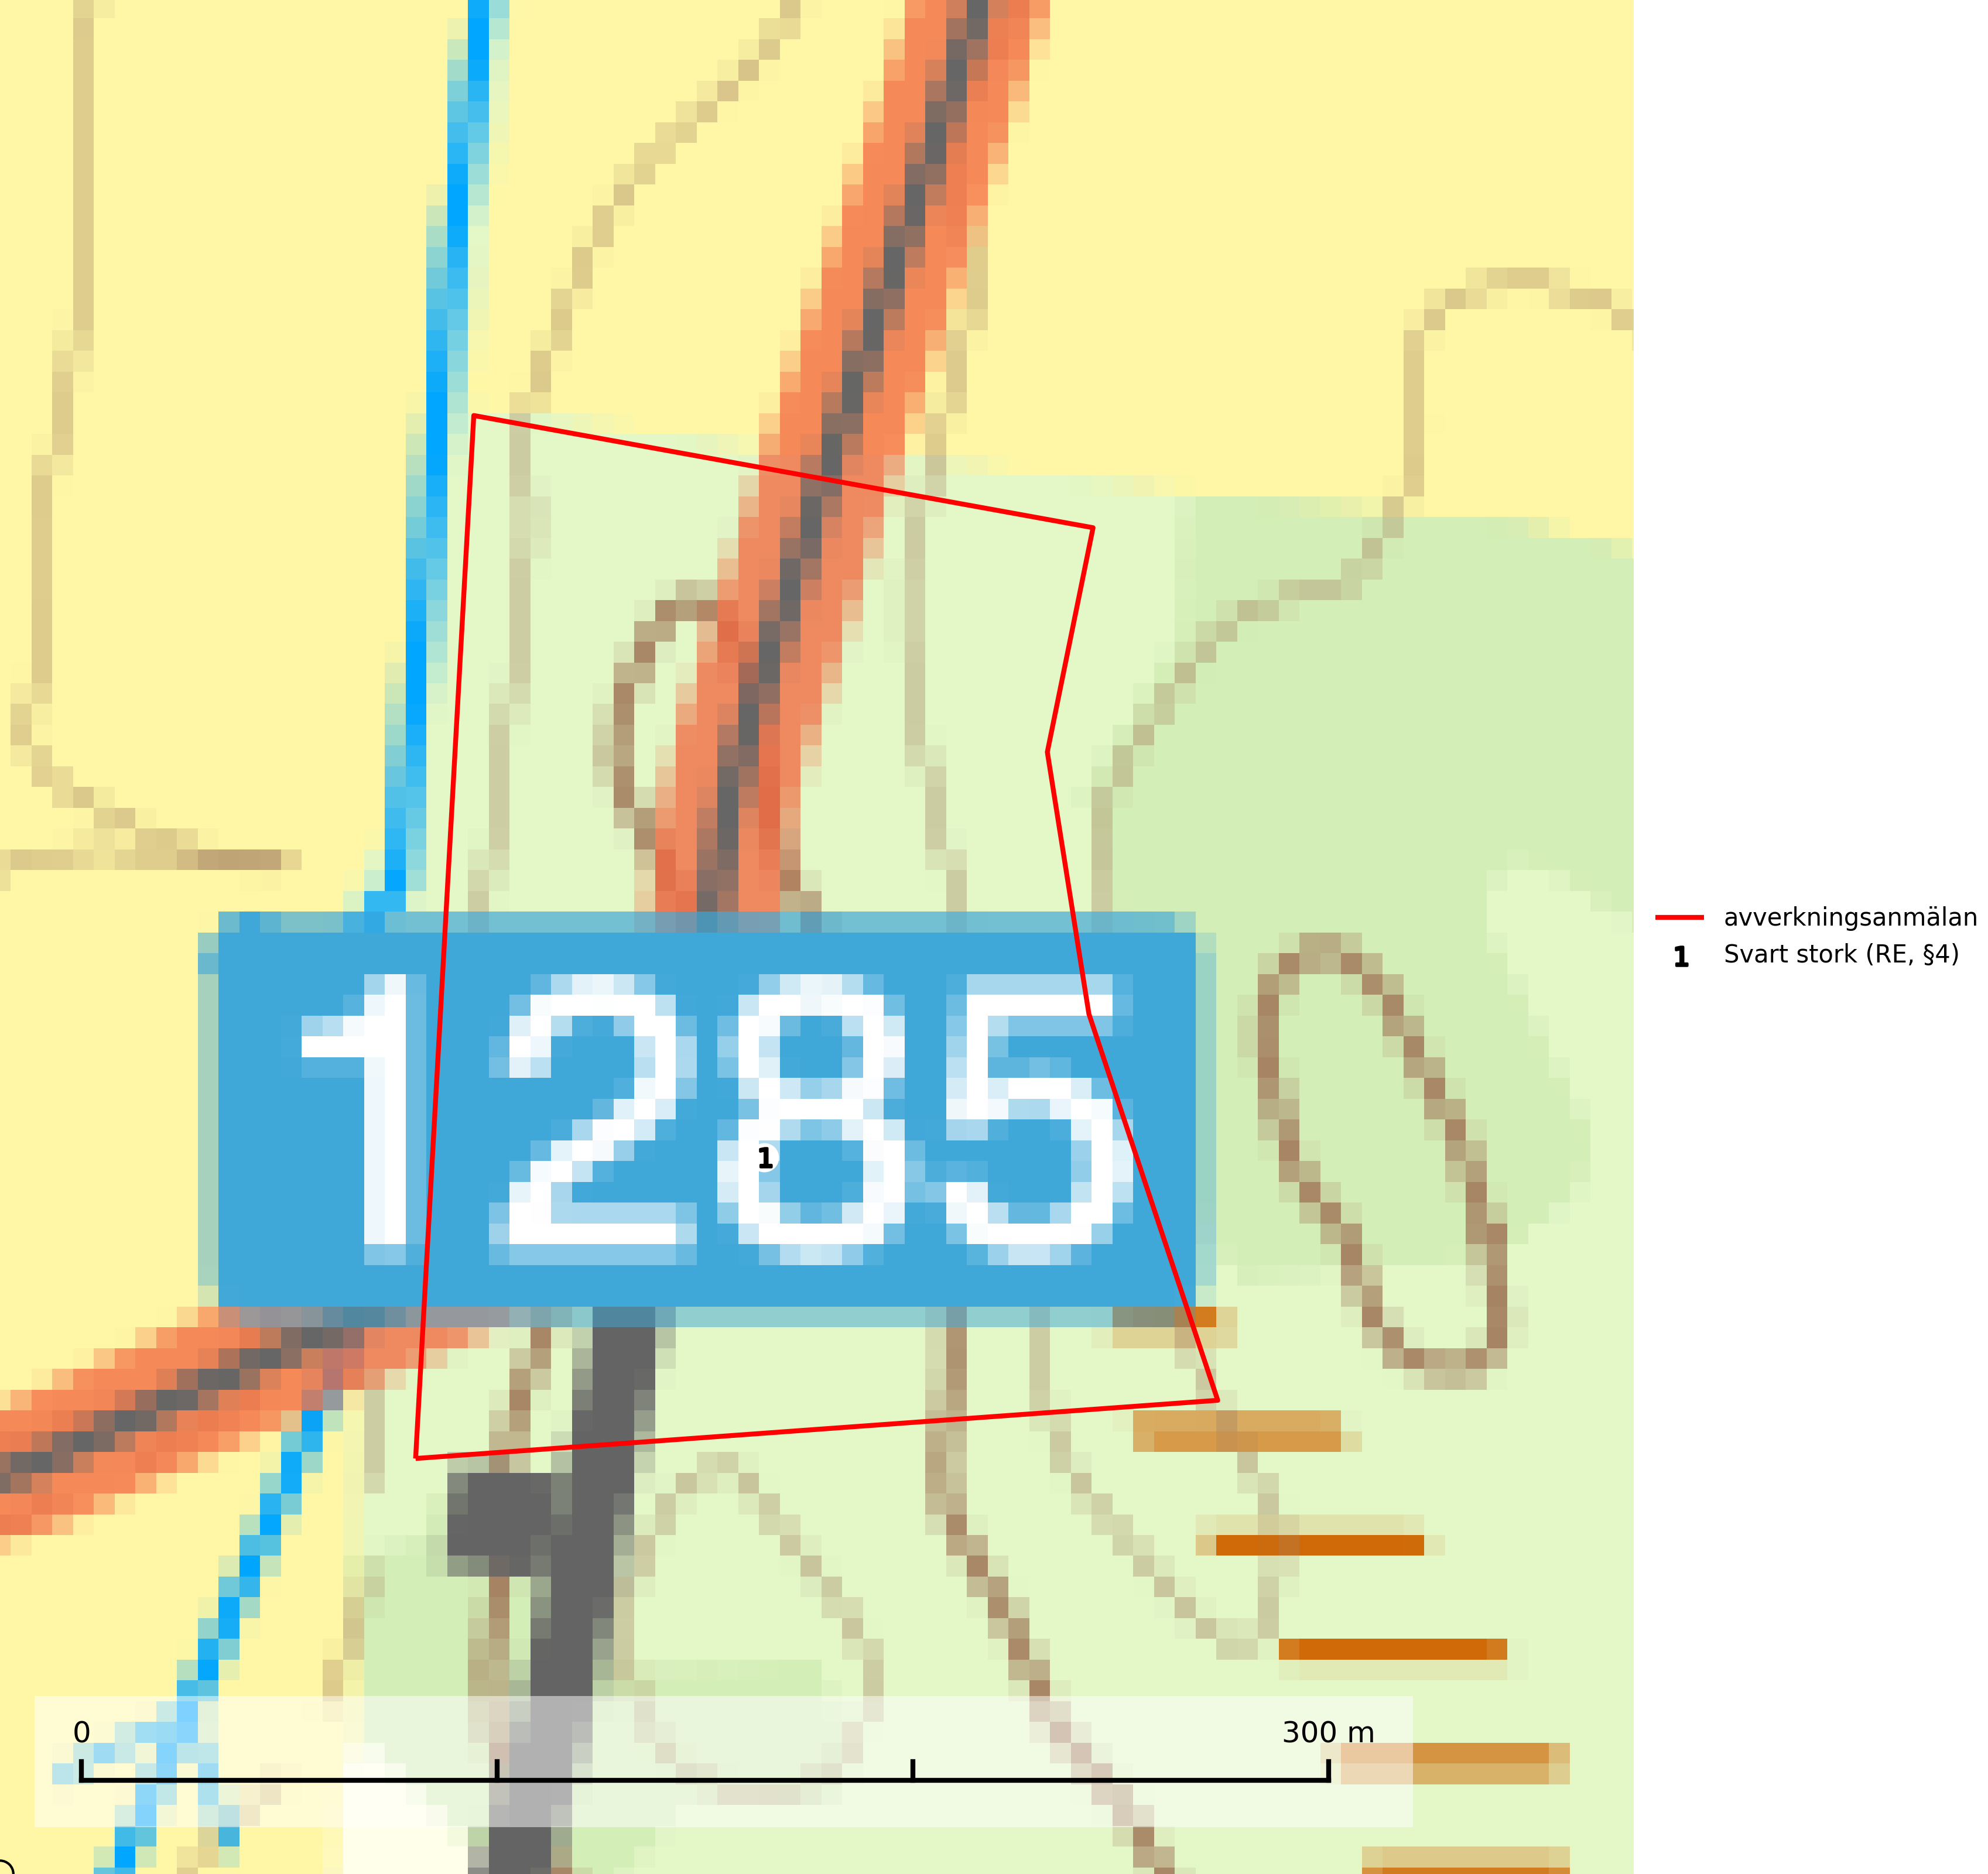 1285
1
avverkningsanmälan
1 Svart stork (RE, §4)
0 300 m